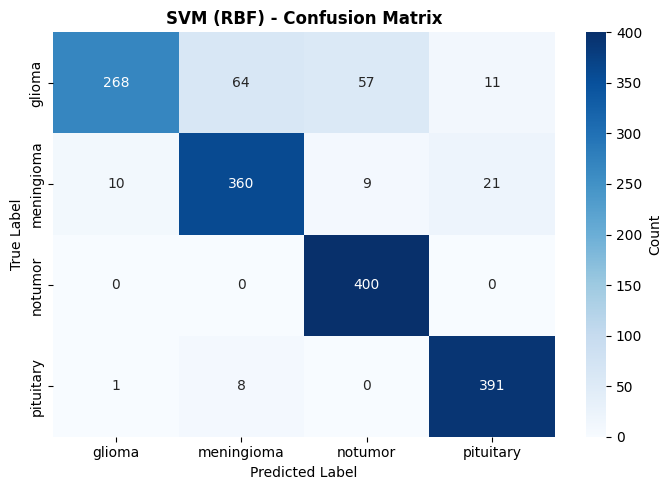 SVM (RBF) - Confusion Matrix
True Label
glioma
268 64 57 11
meningioma
10 360 9 21
notumor
0 0 400 0
pituitary
1 8 0 391
glioma meningioma notumor pituitary
Predicted Label
400
350
300
250
200
150
100
50
0
Count